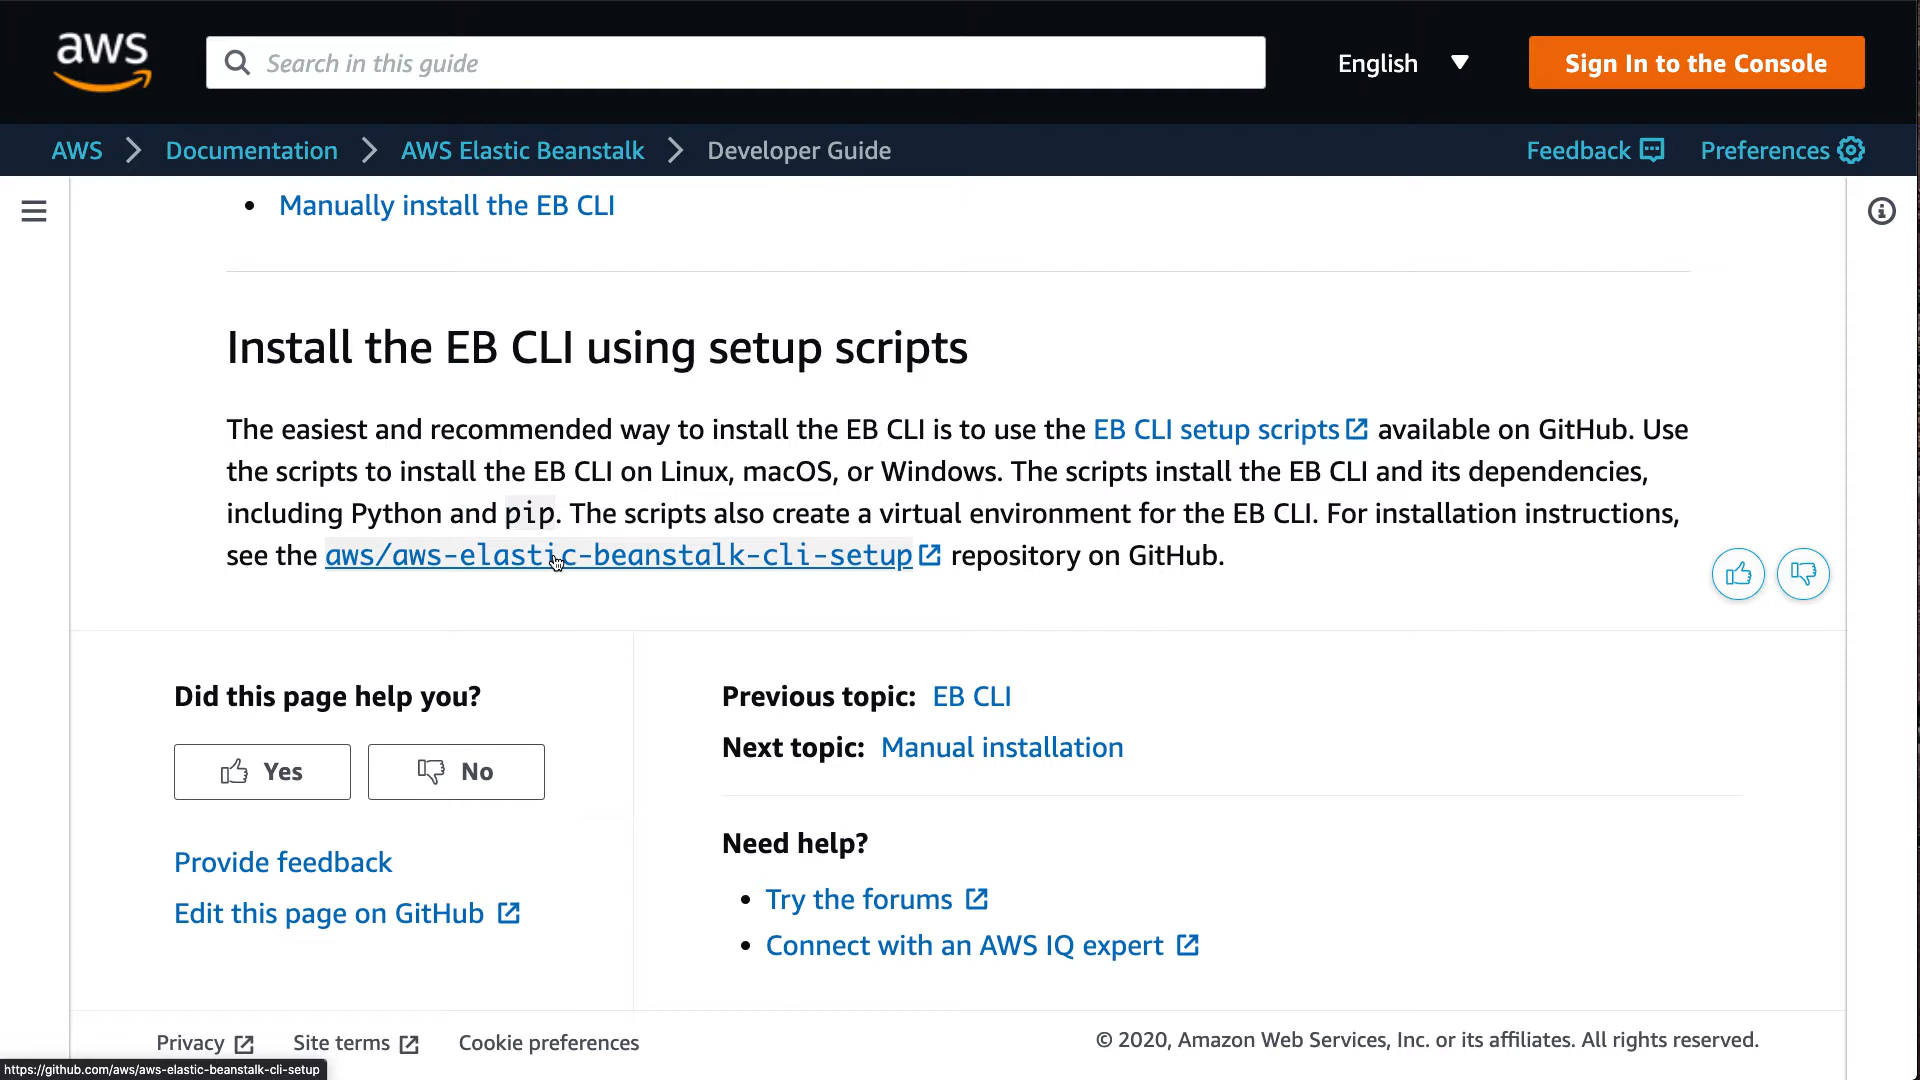 aws
Search in this guide
English
Sign In to the Console
AWS
Documentation
AWS Elastic Beanstalk
Developer Guide
Feedback
Preferences
• Manually install the EB CLI
Install the EB CLI using setup scripts
The easiest and recommended way to install the EB CLI is to use the EB CLI setup scripts available on GitHub. Use
the scripts to install the EB CLI on Linux, macOS, or Windows. The scripts install the EB CLI and its dependencies,
including Python and pip. The scripts also create a virtual environment for the EB CLI. For installation instructions,
see the aws/aws-elastic-beanstalk-cli-setup repository on GitHub.
Did this page help you?
Yes
No
Provide feedback
Edit this page on GitHub
Previous topic: EB CLI
Next topic: Manual installation
Need help?
• Try the forums
• Connect with an AWS IQ expert
Privacy
Site terms
Cookie preferences
© 2020, Amazon Web Services, Inc. or its affiliates. All rights reserved.
https://github.com/aws/aws-elastic-beanstalk-cli-setup